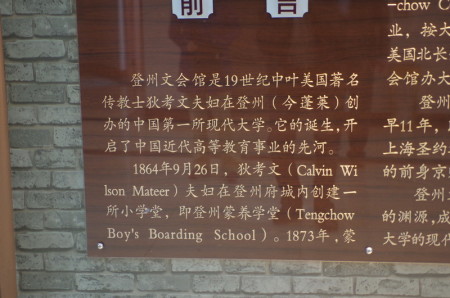 前 言
登州文会馆是19世纪中叶美国著名
传教士狄考文夫妇在登州（今蓬莱）创
办的中国第一所现代大学。它的诞生，开
启了中国近代高等教育事业的先河。
1864年9月26日，狄考文（Calvin Wi
lson Mateer）夫妇在登州府城内创建一
所小学堂，即登州蒙养学堂（Tengchow
Boy's Boarding School）。1873年，蒙
-chow C
业，按大
美国北长
会馆办大
登州
早11年，
上海圣约
的前身京
登州
的渊源，成
大学的现代